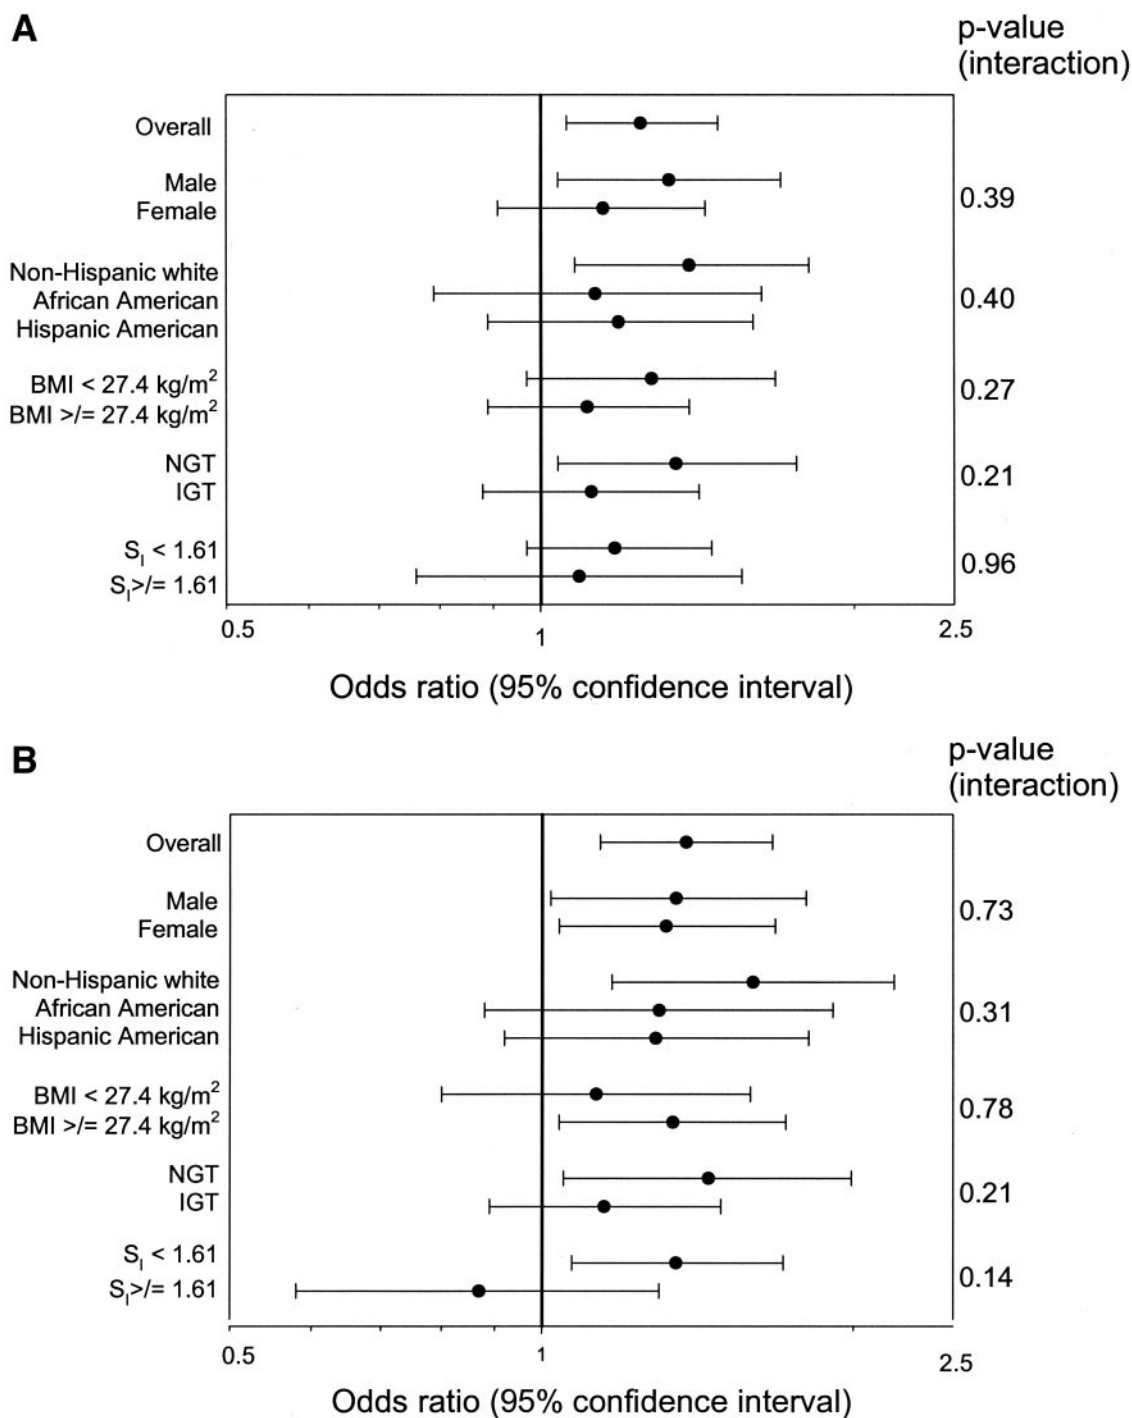 A
p-value
(interaction)
Overall
Male
Female
0.39
Non-Hispanic white
African American
Hispanic American
0.40
BMI < 27.4 kg/m²
BMI >/= 27.4 kg/m²
0.27
NGT
IGT
0.21
S_I < 1.61
S_I>/= 1.61
0.96
0.5 1 2.5
Odds ratio (95% confidence interval)
B
p-value
(interaction)
Overall
Male
Female
0.73
Non-Hispanic white
African American
Hispanic American
0.31
BMI < 27.4 kg/m²
BMI >/= 27.4 kg/m²
0.78
NGT
IGT
0.21
S_I < 1.61
S_I>/= 1.61
0.14
0.5 1 2.5
Odds ratio (95% confidence interval)